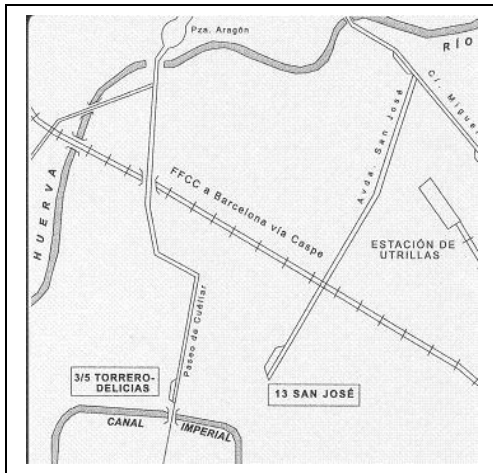 Pza. Aragón
RÍO
HUERVA
C/. Miguel
Avda. San José
FFCC a Barcelona vía Caspe
ESTACIÓN DE
UTRILLAS
Paseo de Cuéllar
3/5 TORRERO-
DELICIAS
13 SAN JOSÉ
CANAL
IMPERIAL